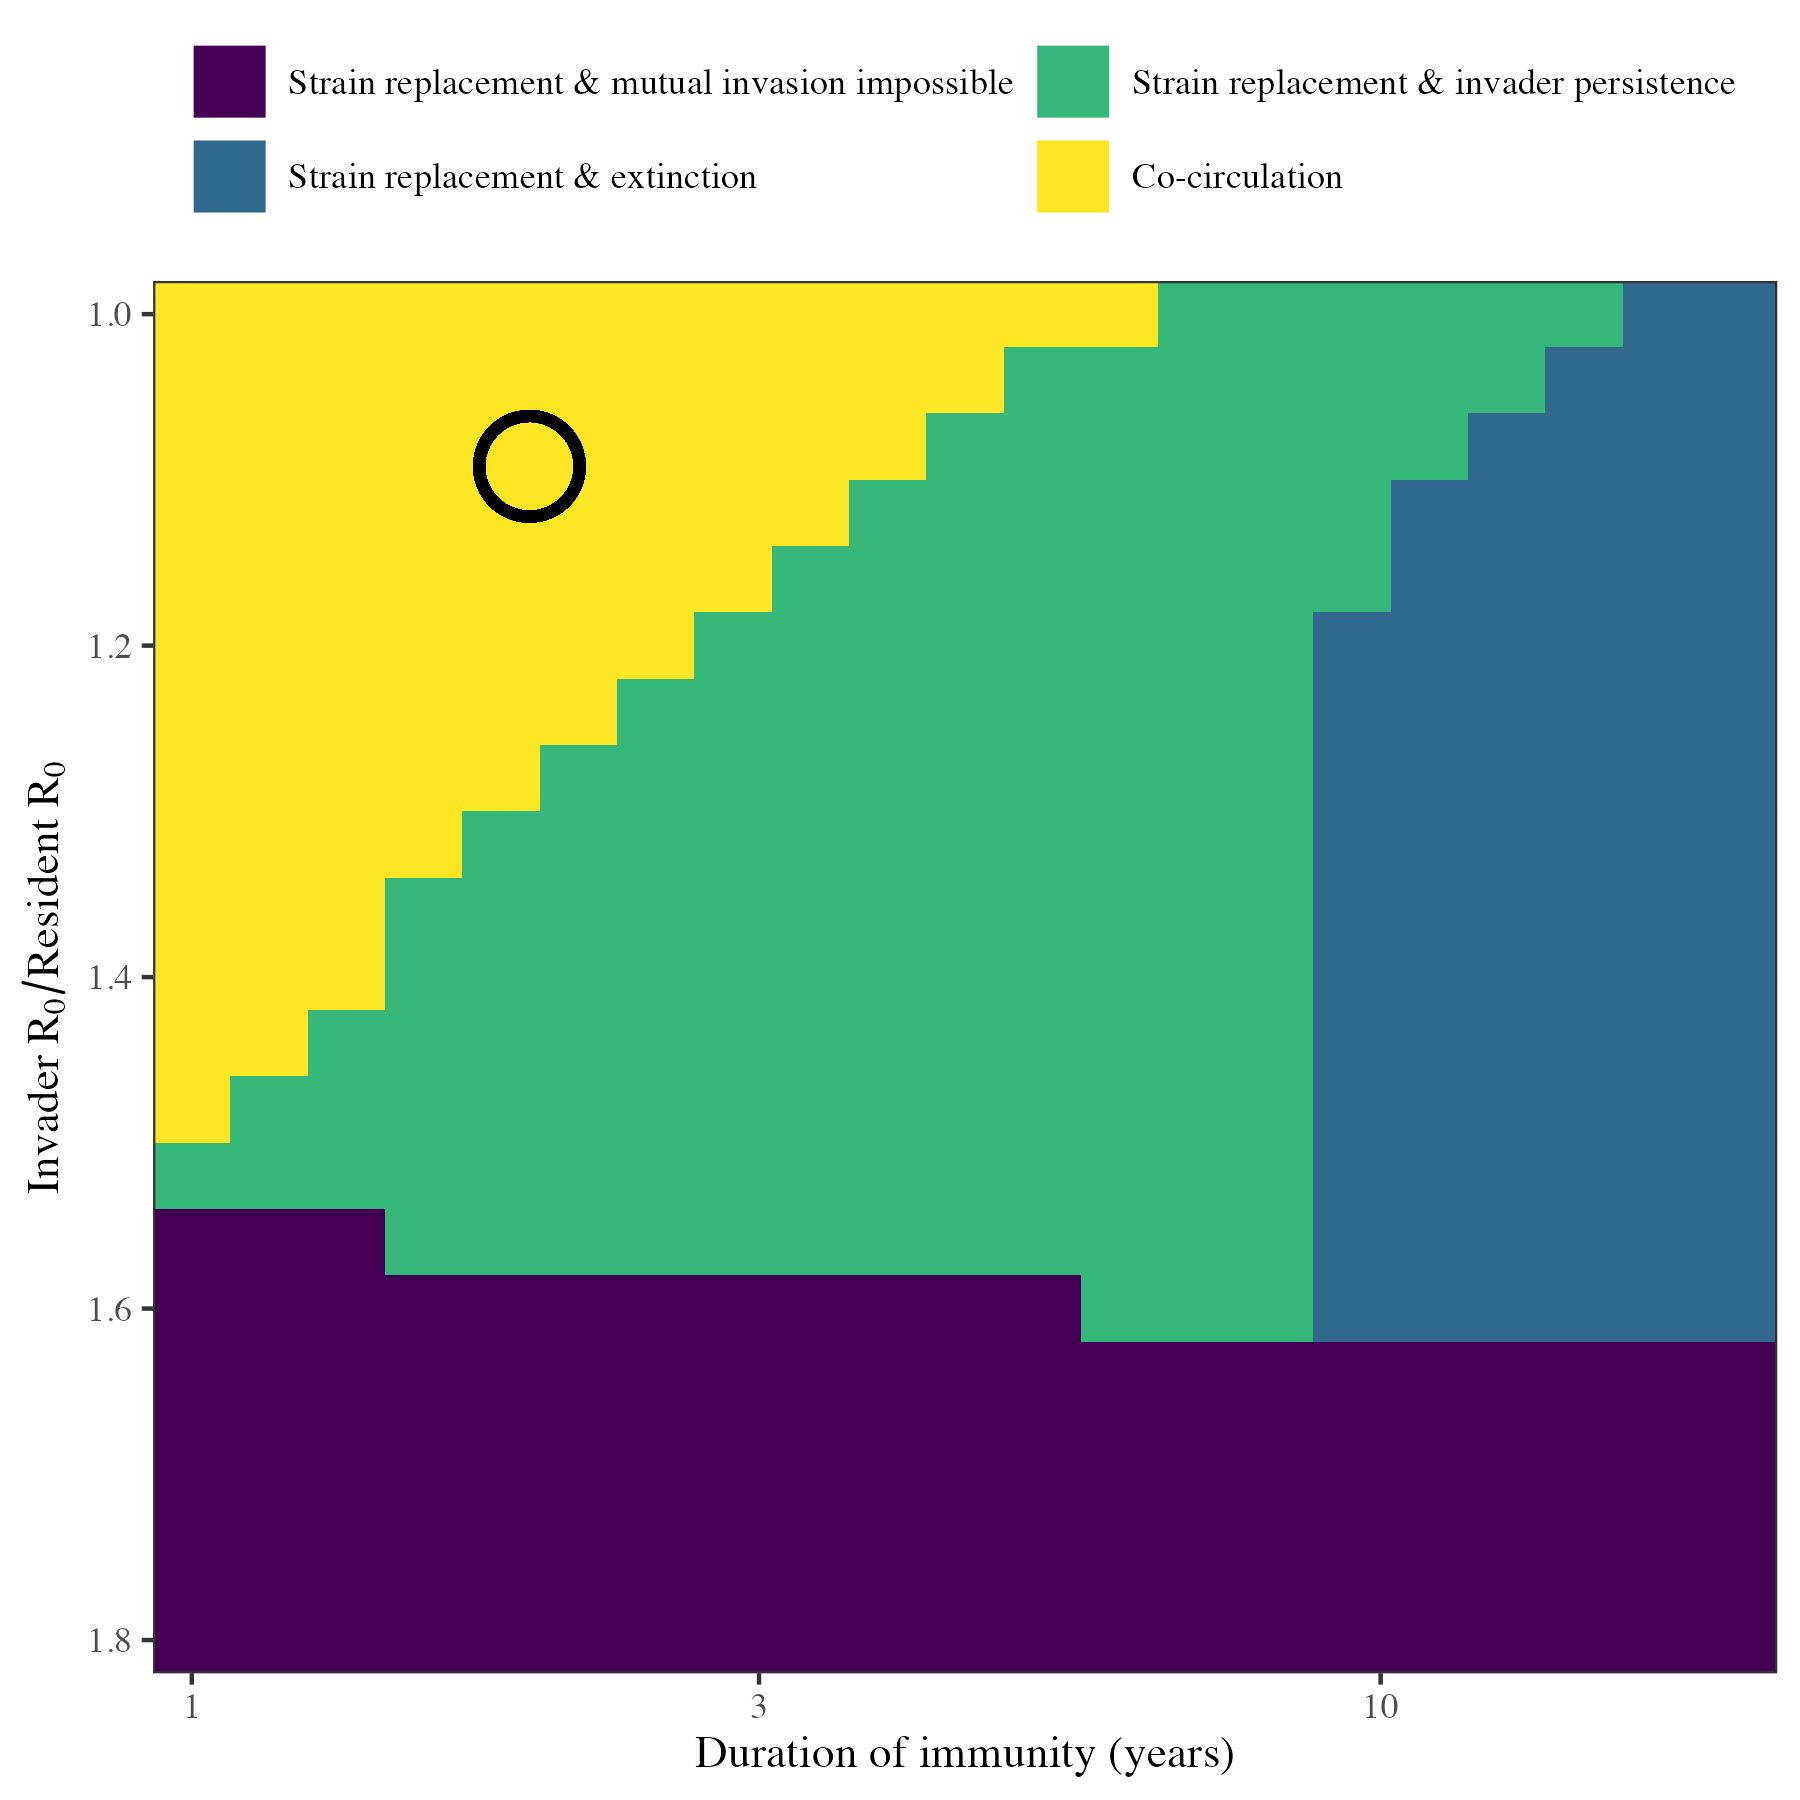 Strain replacement & mutual invasion impossible
Strain replacement & invader persistence
Strain replacement & extinction
Co-circulation
1.0
1.2
1.4
1.6
1.8
Invader R₀/Resident R₀
1
3
10
Duration of immunity (years)